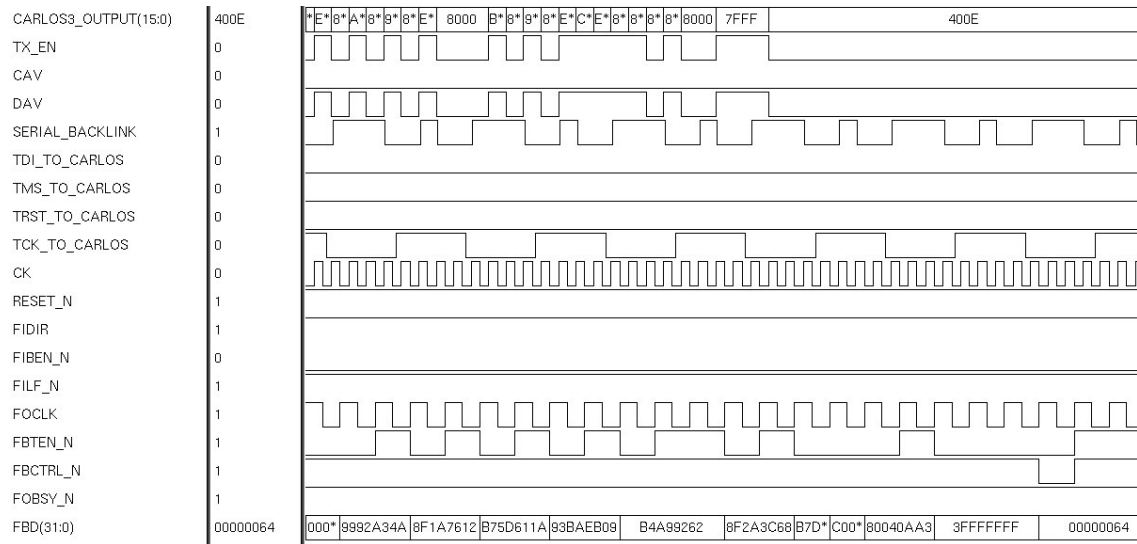 CARLOS3_OUTPUT(15:0) 400E *E*8*A*8*9*8*E* 8000 B*8*9*8*E*C*E*8*8*8*8*8000 7FFF 400E
TX_EN 0
CAV 0
DAV 0
SERIAL_BACKLINK 1
TDI_TO_CARLOS 0
TMS_TO_CARLOS 0
TRST_TO_CARLOS 0
TCK_TO_CARLOS 0
CK 0
RESET_N 1
FIDIR 1
FIBEN_N 0
FILF_N 1
FOCLK 1
FBTEN_N 1
FBCTRL_N 1
FOBSY_N 1
FBD(31:0) 00000064 000* 9992A34A 8F1A7612 B75D611A 93BAEB09 B4A99262 8F2A3C68 B7D* C00* 80040AA3 3FFFFFFF 00000064